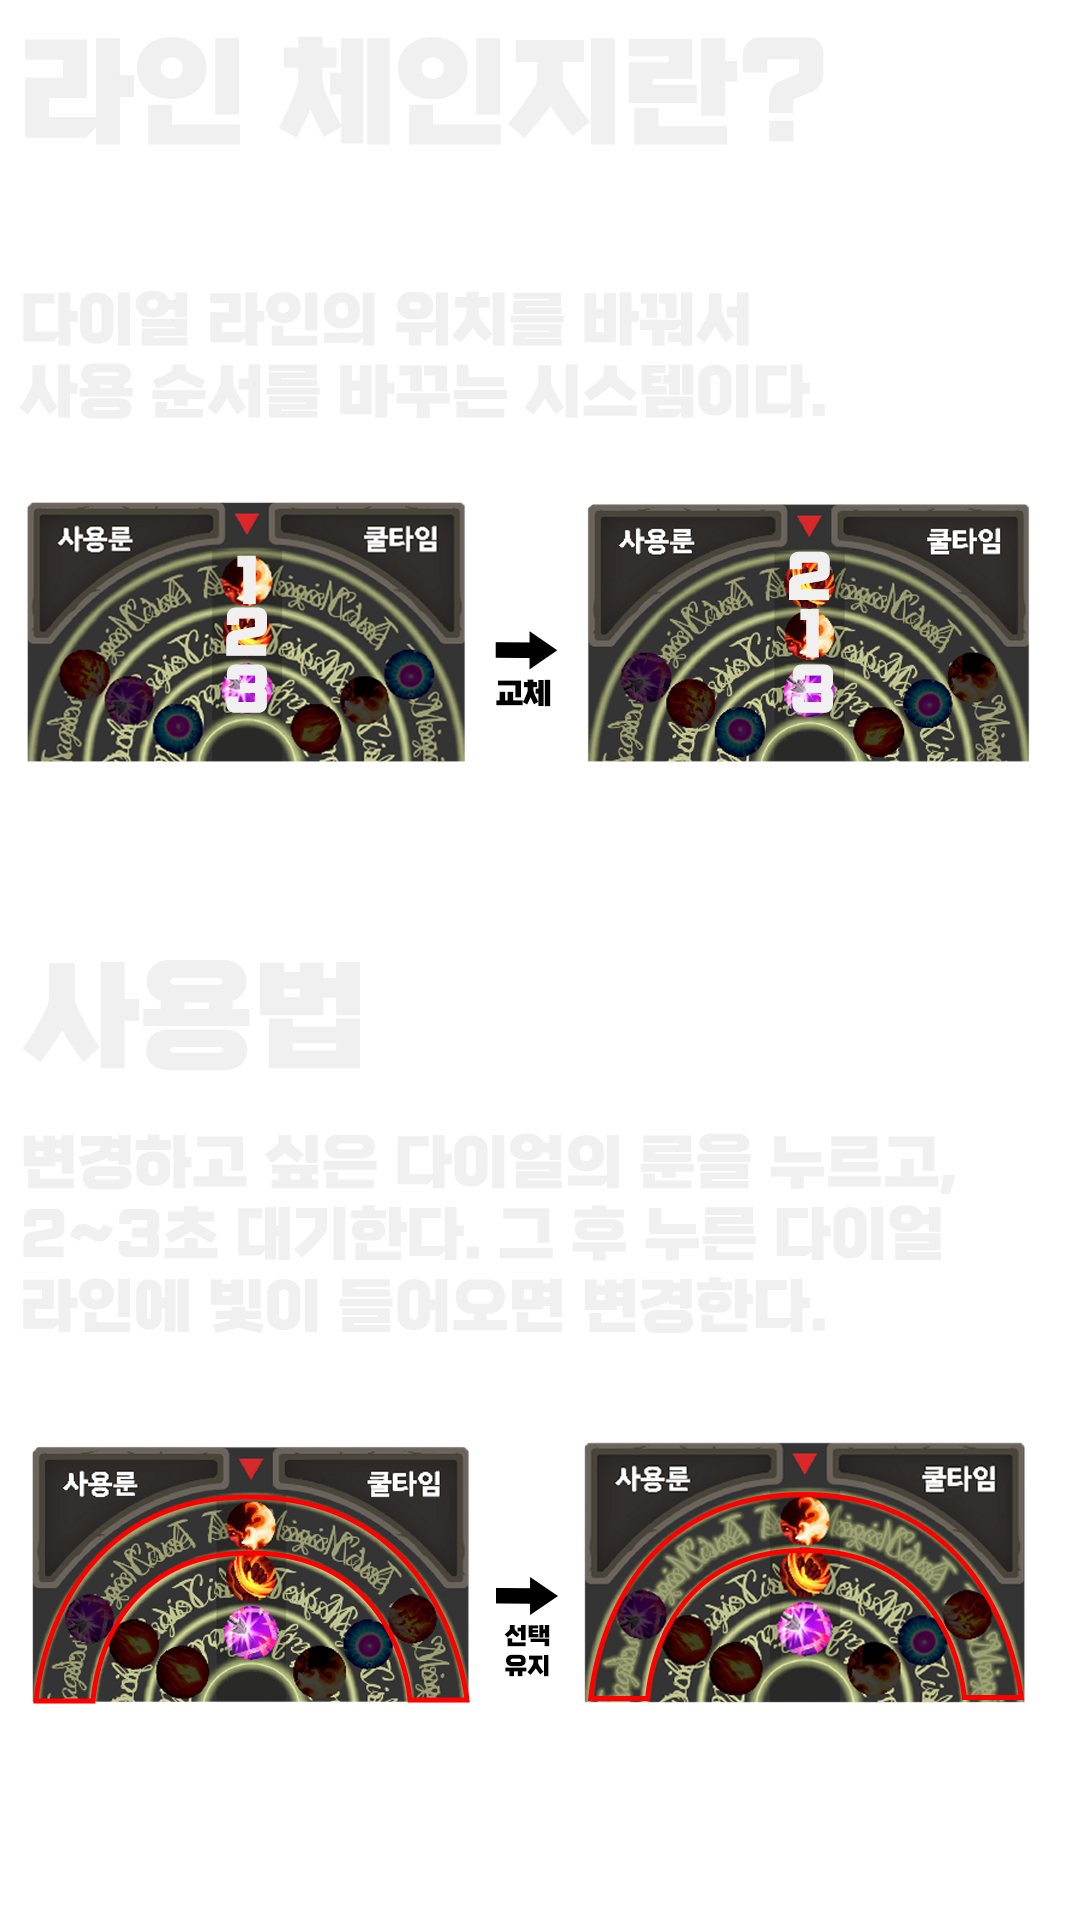 라인 체인지란?
다이얼 라인의 위치를 바꿔서
사용 순서를 바꾸는 시스템이다.
사용룬
쿨타임
1
2
3
교체
사용룬
쿨타임
2
1
3
사용법
변경하고 싶은 다이얼의 룬을 누르고,
2~3초 대기한다. 그 후 누른 다이얼
라인에 빛이 들어오면 변경한다.
사용룬
쿨타임
선택
유지
사용룬
쿨타임